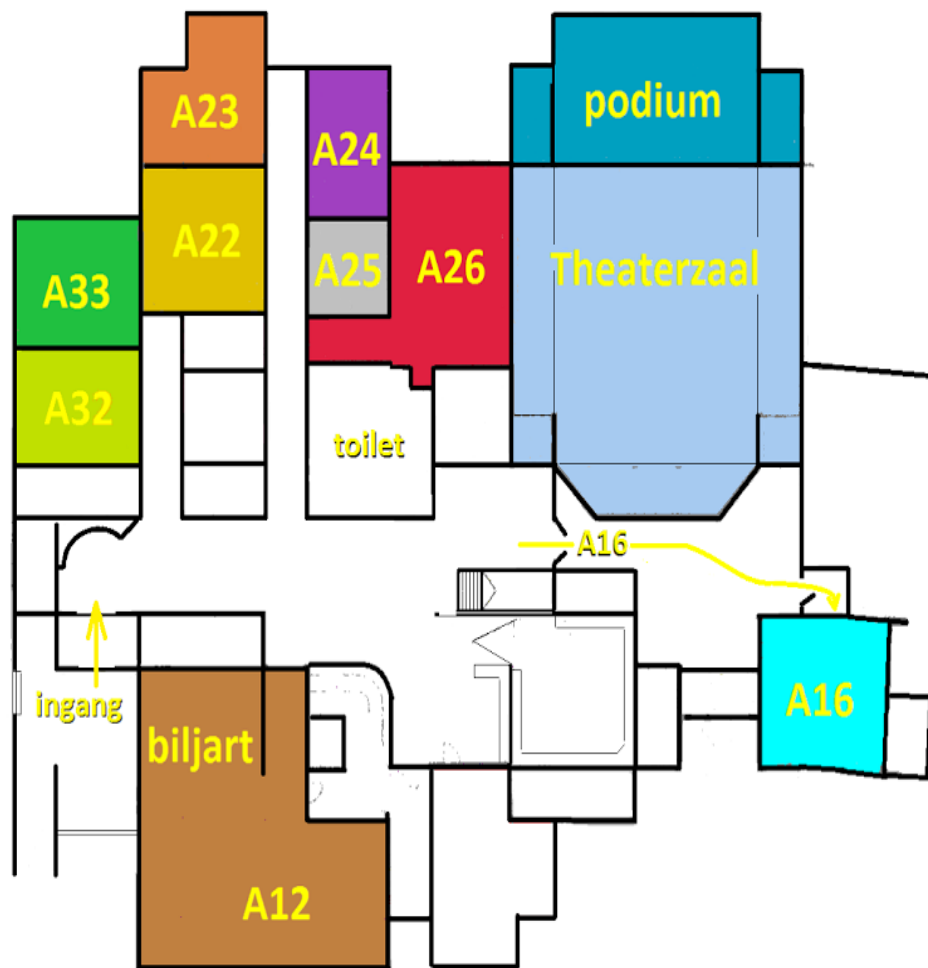 A23
podium
A24
A22
A25
A26
Theaterzaal
A33
A32
toilet
A16
ingang
biljart
A16
A12